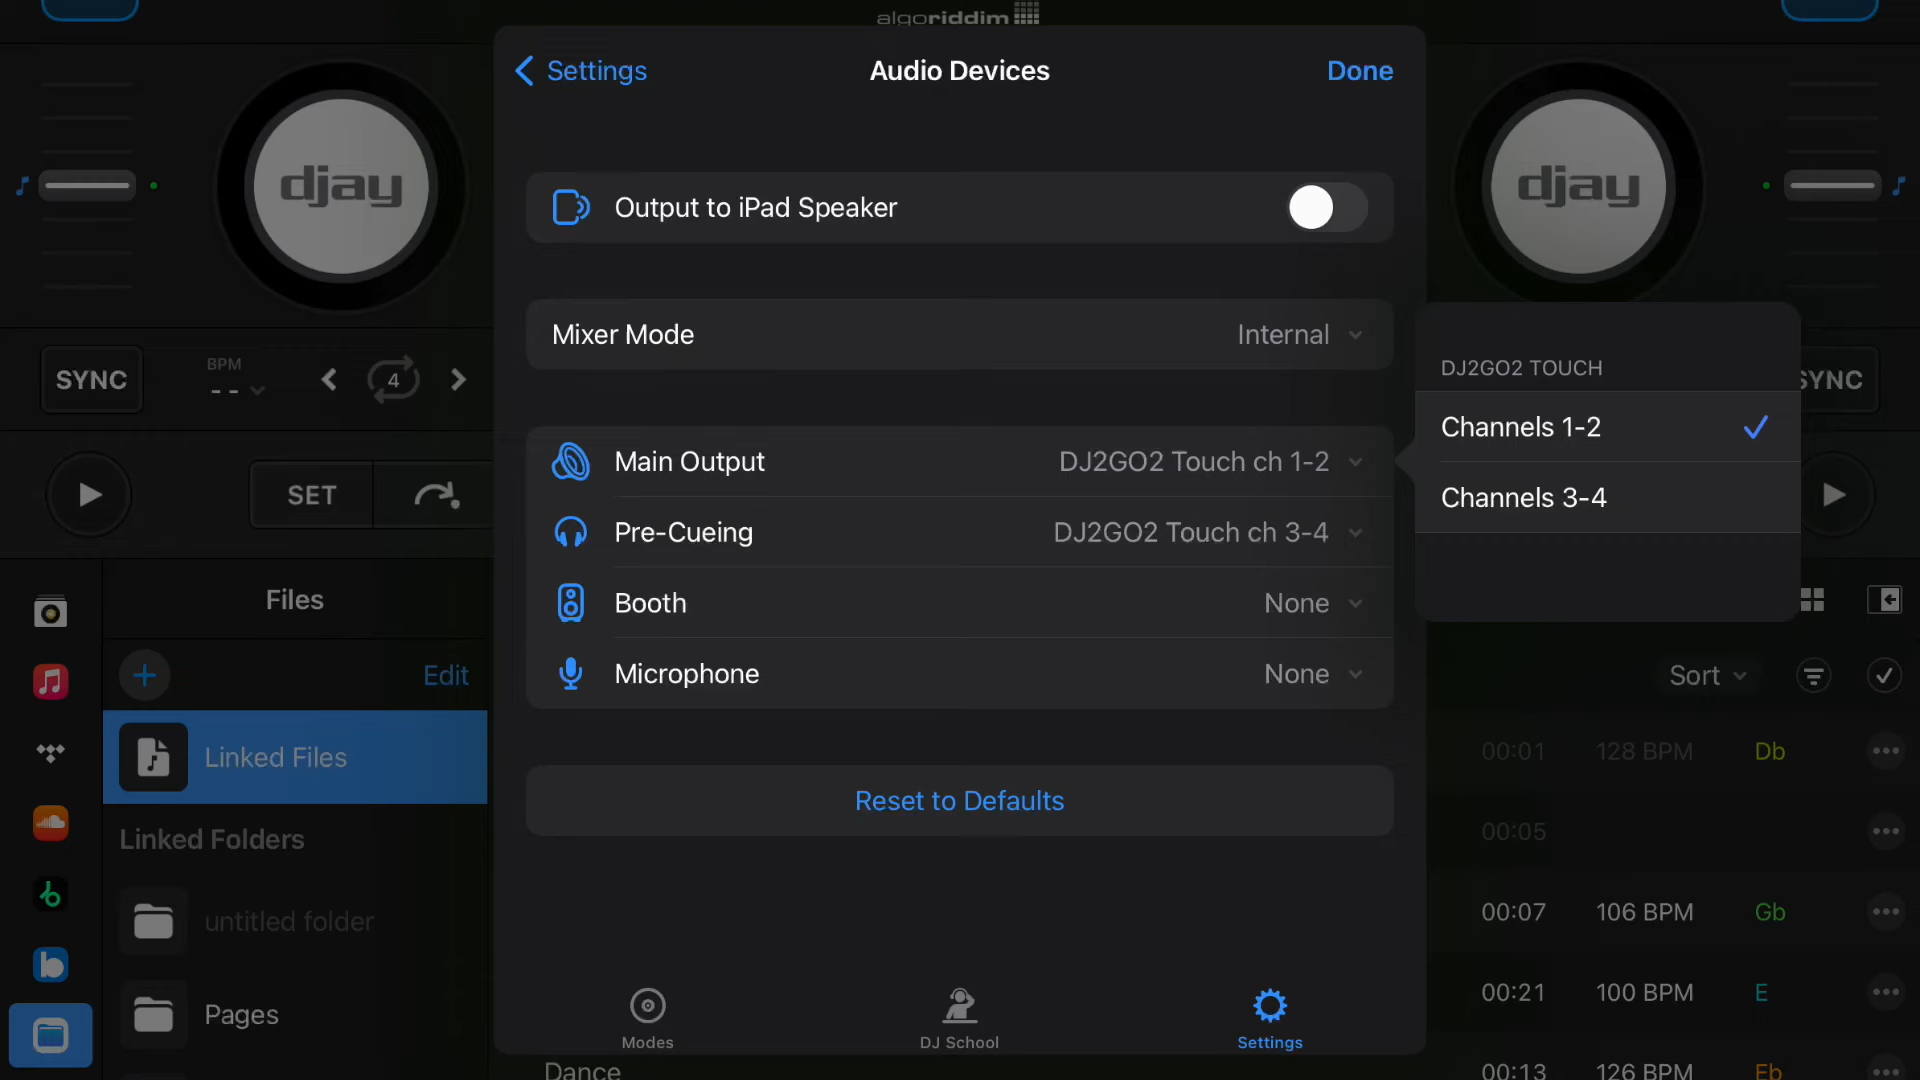 algoriddim
Settings
Audio Devices
Done
djay
djay
Output to iPad Speaker
Mixer Mode
Internal
SYNC
BPM
--
4
DJ2GO2 TOUCH
SYNC
Channels 1-2
Channels 3-4
Main Output
DJ2GO2 Touch ch 1-2
SET
Pre-Cueing
DJ2GO2 Touch ch 3-4
Booth
None
Microphone
None
Files
Edit
Sort
Linked Files
00:01
128 BPM
Db
Reset to Defaults
Linked Folders
00:05
untitled folder
00:07
106 BPM
Gb
Pages
00:21
100 BPM
E
Modes
DJ School
Settings
Dance
00:13
126 BPM
Eb